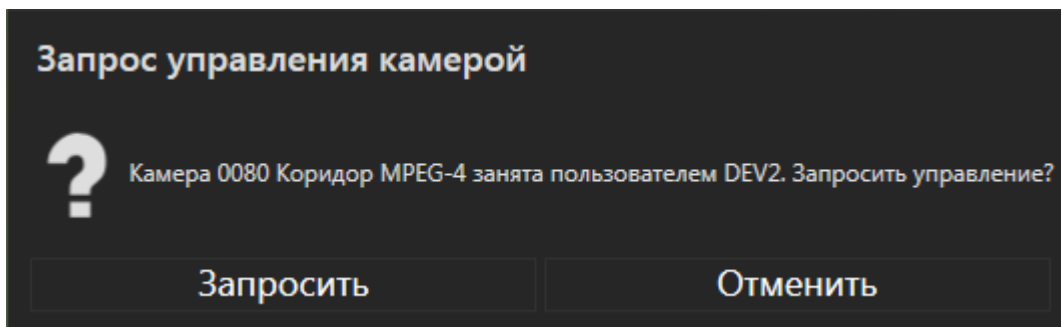 Запрос управления камерой
Камера 0080 Коридор MPEG-4 занята пользователем DEV2. Запросить управление?
Запросить
Отменить